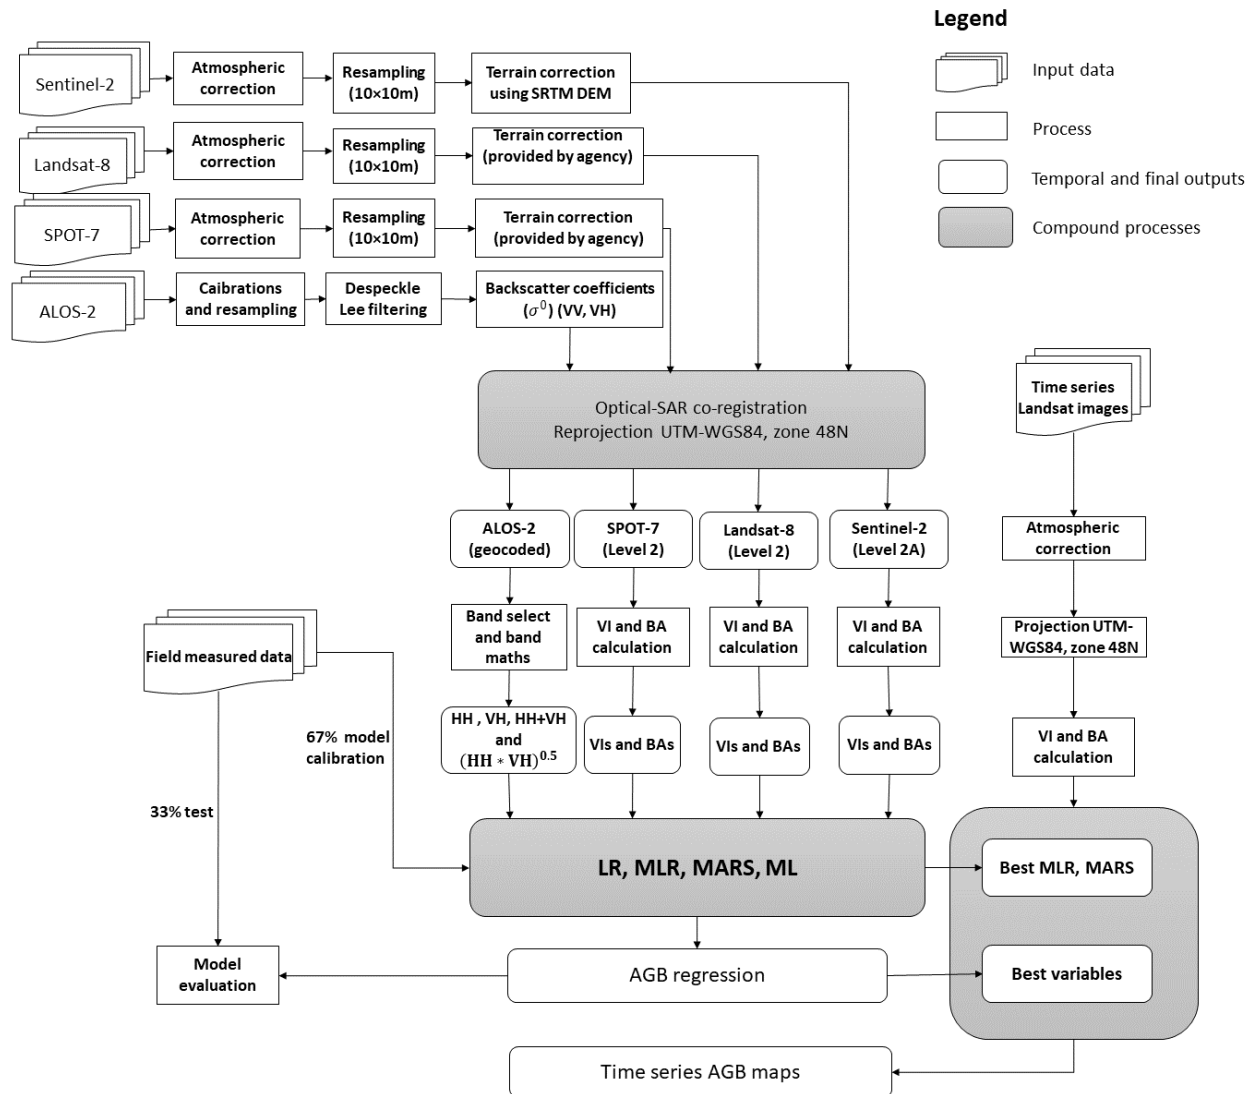 Legend
Input data
Process
Temporal and final outputs
Compound processes
Sentinel-2
Atmospheric
correction
Resampling
(10×10m)
Terrain correction
using SRTM DEM
Landsat-8
Atmospheric
correction
Resampling
(10×10m)
Terrain correction
(provided by agency)
SPOT-7
Atmospheric
correction
Resampling
(10×10m)
Terrain correction
(provided by agency)
ALOS-2
Caibrations
and resampling
Despeckle
Lee filtering
Backscatter coefficients
(σ⁰) (VV, VH)
Optical-SAR co-registration
Reprojection UTM-WGS84, zone 48N
Time series
Landsat images
ALOS-2
(geocoded)
SPOT-7
(Level 2)
Landsat-8
(Level 2)
Sentinel-2
(Level 2A)
Atmospheric
correction
Field measured data
Band select
and band
maths
VI and BA
calculation
VI and BA
calculation
VI and BA
calculation
Projection UTM-
WGS84, zone 48N
67% model
calibration
HH , VH, HH+VH
and
(HH ∗ VH)^0.5
VIs and BAs
VIs and BAs
VIs and BAs
VI and BA
calculation
33% test
LR, MLR, MARS, ML
Best MLR, MARS
Model
evaluation
AGB regression
Best variables
Time series AGB maps